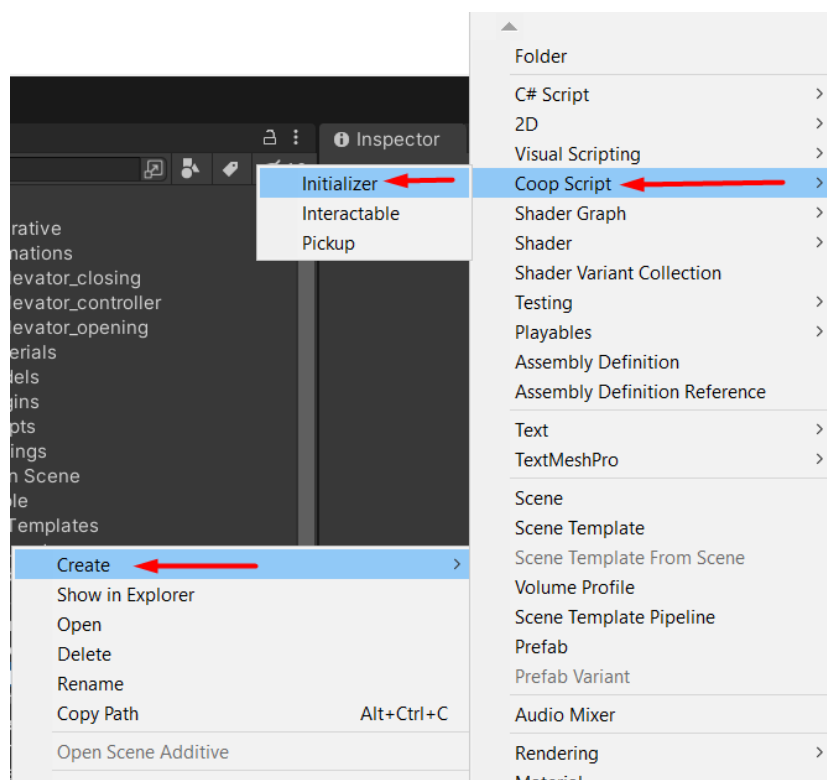 Folder
C# Script
2D
Visual Scripting
Coop Script
Shader Graph
Shader
Shader Variant Collection
Testing
Playables
Assembly Definition
Assembly Definition Reference
Text
TextMeshPro
Scene
Scene Template
Scene Template From Scene
Volume Profile
Scene Template Pipeline
Prefab
Prefab Variant
Audio Mixer
Rendering
Material
Inspector
Initializer
Interactable
Pickup
rative
nations
levator_closing
levator_controller
levator_opening
erials
dels
gins
pts
ings
n Scene
ole
Templates
Create
Show in Explorer
Open
Delete
Rename
Copy Path Alt+Ctrl+C
Open Scene Additive